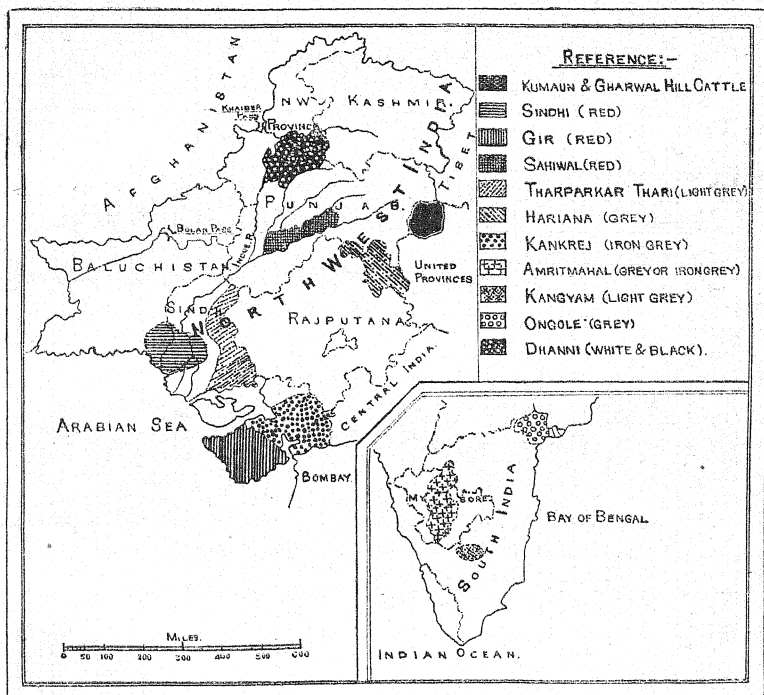 REFERENCE:-
KUMAUN & GHARWAL HILL CATTLE
SINDHI (RED)
GIR (RED)
SAHIWAL (RED)
THARPARKAR THARI (LIGHT GREY)
HARIANA (GREY)
KANKREJ (IRON GREY)
AMRITMAHAL (GREY OR IRON GREY)
KANGYAM (LIGHT GREY)
ONGOLE (GREY)
DHANNI (WHITE & BLACK).
AFGHANISTAN
KHAIBER PASS
N W
PROVINCE
KASHMIR.
TIBET
PUNJAB.
NORTH WEST INDIA
BOLAN PASS
INDUS R.
BALUCHISTAN
UNITED
PROVINCES
SIND
RAJPUTANA
CENTRAL INDIA.
ARABIAN SEA
BOMBAY.
MYSORE
SOUTH INDIA
BAY OF BENGAL
INDIAN OCEAN.
MILES.
0 50 100 200 300 400 500 600